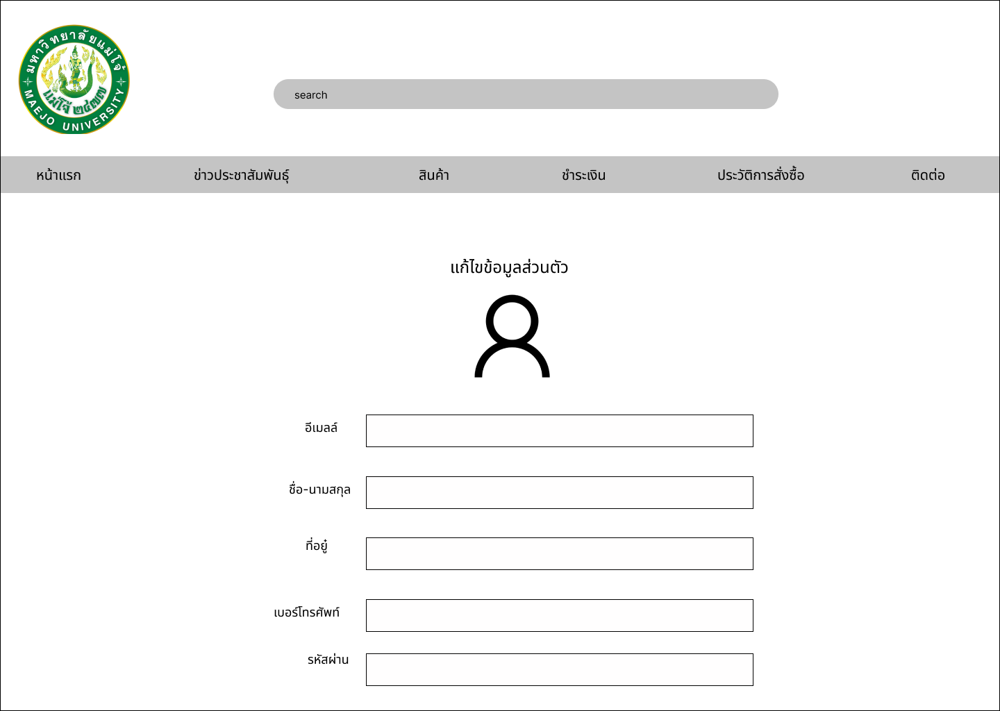 มหาวิทยาลัยแม่โจ้
แม่โจ้ ๒๔๗๗
MAEJO UNIVERSITY
search
หน้าแรก
ข่าวประชาสัมพันธุ์
สินค้า
ชำระเงิน
ประวัติการสั่งซื้อ
ติดต่อ
แก้ไขข้อมูลส่วนตัว
อีเมลล์
ชื่อ-นามสกุล
ที่อยู๋
เบอร์โทรศัพท์
รหัสผ่าน